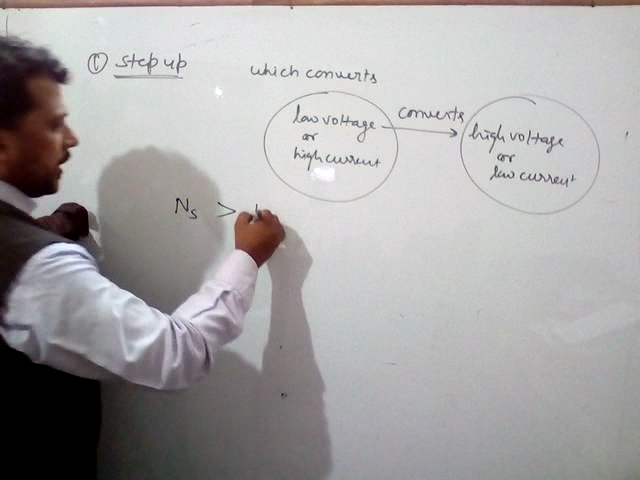 (1) Step up
which converts
low voltage
or
high current
converts
high voltage
or
low current
Ns >